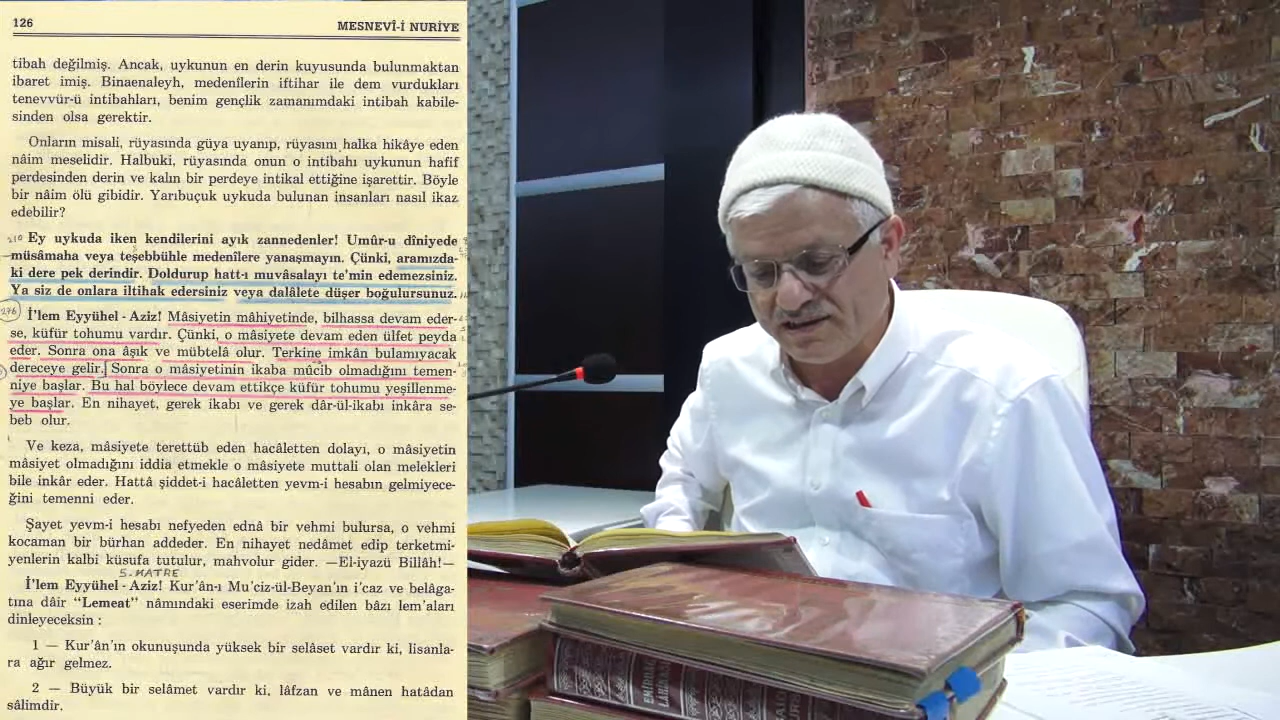 126
MESNEVÎ-İ NURİYE
tibah değilmiş. Ancak, uykunun en derin kuyusunda bulunmaktan
ibaret imiş. Binaenaleyh, medenîlerin iftihar ile dem vurdukları
tenevvür-ü intibahları, benim gençlik zamanımdaki intibah kabile-
sinden olsa gerektir.
Onların misali, rüyasında güya uyanıp, rüyasını halka hikâye eden
nâim meselidir. Halbuki, rüyasında onun o intibahı uykunun hafif
perdesinden derin ve kalın bir perdeye intikal ettiğine işarettir. Böyle
bir nâim ölü gibidir. Yarıbuçuk uykuda bulunan insanları nasıl ikaz
edebilir?
210 Ey uykuda iken kendilerini ayık zannedenler! Umûr-u dîniyede
müsâmaha veya teşebbühle medenîlere yanaşmayın. Çünki, aramızda-
ki dere pek derindir. Doldurup hatt-ı muvâsalayı te'min edemezsiniz.
Ya siz de onlara iltihak edersiniz veya dalâlete düşer boğulursunuz.
276 İ'lem Eyyühel - Aziz! Mâsiyetin mâhiyetinde, bilhassa devam eder-
se, küfür tohumu vardır. Çünki, o mâsiyete devam eden ülfet peyda
eder. Sonra ona âşık ve mübtelâ olur. Terkine imkân bulamıyacak
dereceye gelir. Sonra o mâsiyetinin ikaba mûcib olmadığını temen-
niye başlar. Bu hal böylece devam ettikçe küfür tohumu yeşillenme-
ye başlar. En nihayet, gerek ikabı ve gerek dâr-ül-ikabı inkâra se-
beb olur.
Ve keza, mâsiyete terettüb eden hacâletten dolayı, o mâsiyetin
mâsiyet olmadığını iddia etmekle o mâsiyete muttali olan melekleri
bile inkâr eder. Hattâ şiddet-i hacâletten yevm-i hesabın gelmiyece-
ğini temenni eder.
Şayet yevm-i hesabı nefyeden ednâ bir vehmi bulursa, o vehmi
kocaman bir bürhan addeder. En nihayet nedâmet edip terketmi-
yenlerin kalbi küsufa tutulur, mahvolur gider. —El-iyazü Billâh!—
5. MATRE
İ'lem Eyyühel - Aziz! Kur'ân-ı Mu'ciz-ül-Beyan'ın i'caz ve belâga-
tına dâir "Lemeat" nâmındaki eserimde izah edilen bâzı lem'aları
dinleyeceksin :
1 — Kur'ân'ın okunuşunda yüksek bir selâset vardır ki, lisanla-
ra ağır gelmez.
2 — Büyük bir selâmet vardır ki, lâfzan ve mânen hatâdan
sâlimdir.